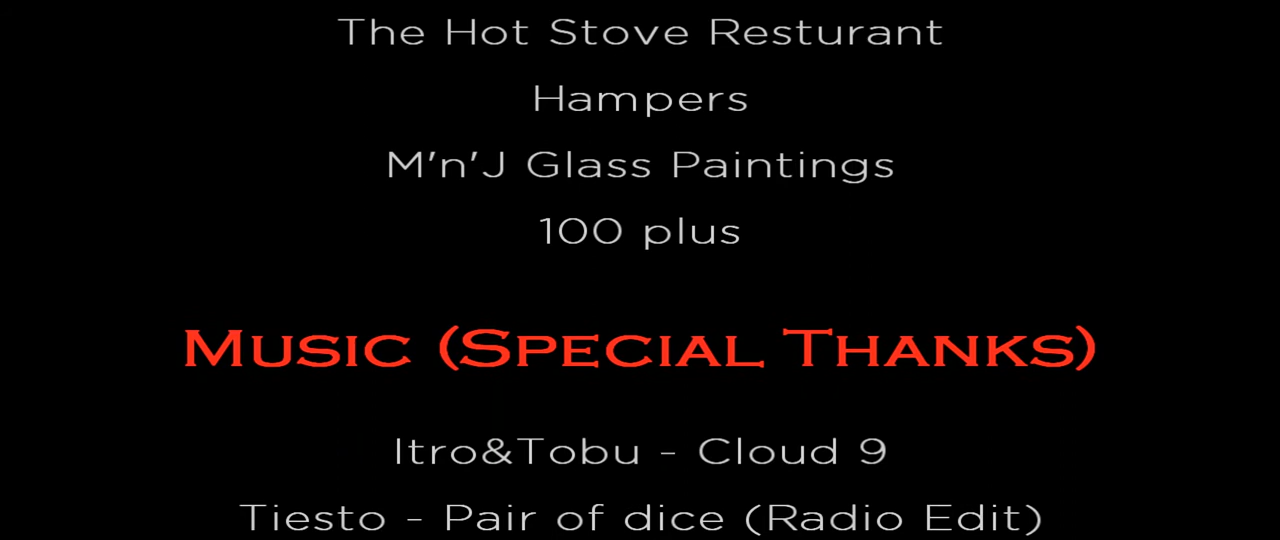 The Hot Stove Resturant
Hampers
M'n'J Glass Paintings
100 plus
Music (Special Thanks)
Itro&Tobu - Cloud 9
Tiesto - Pair of dice (Radio Edit)